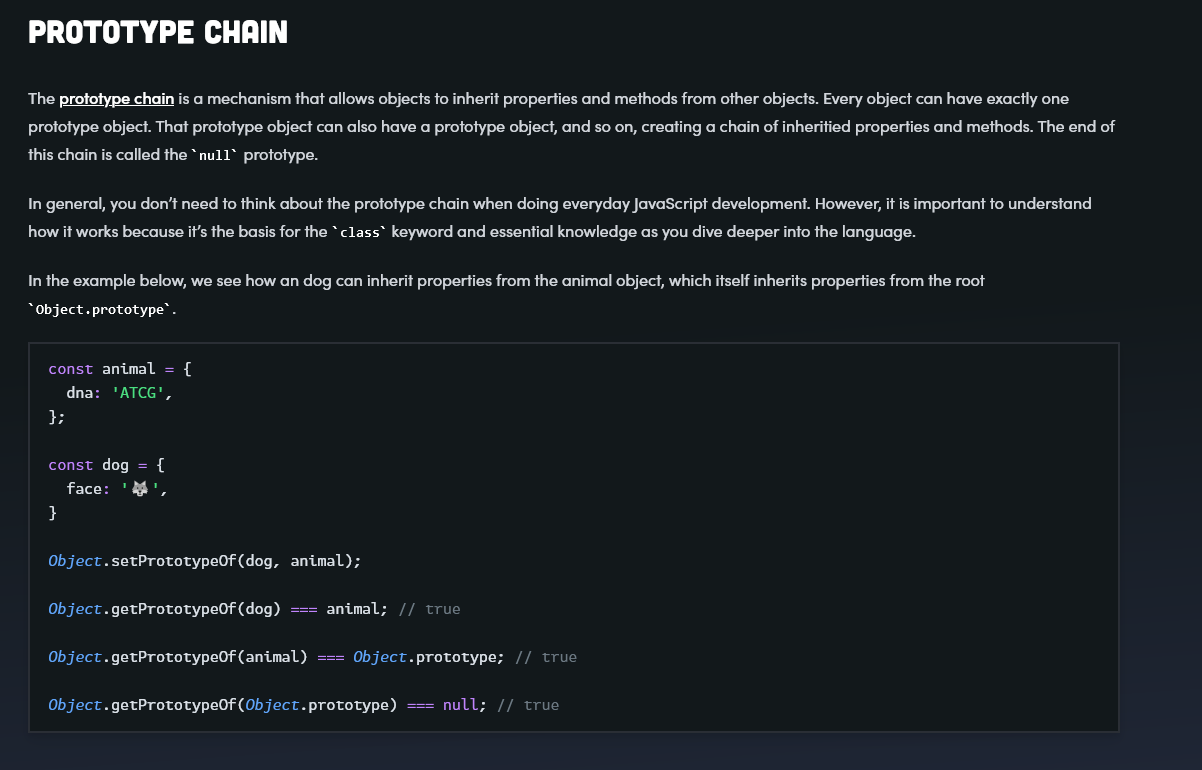 PROTOTYPE CHAIN
The prototype chain is a mechanism that allows objects to inherit properties and methods from other objects. Every object can have exactly one
prototype object. That prototype object can also have a prototype object, and so on, creating a chain of inheritied properties and methods. The end of
this chain is called the `null` prototype.
In general, you don’t need to think about the prototype chain when doing everyday JavaScript development. However, it is important to understand
how it works because it’s the basis for the `class` keyword and essential knowledge as you dive deeper into the language.
In the example below, we see how an dog can inherit properties from the animal object, which itself inherits properties from the root
`Object.prototype`.
const animal = {
  dna: 'ATCG',
};
const dog = {
  face: '🐺',
}
Object.setPrototypeOf(dog, animal);
Object.getPrototypeOf(dog) === animal; // true
Object.getPrototypeOf(animal) === Object.prototype; // true
Object.getPrototypeOf(Object.prototype) === null; // true